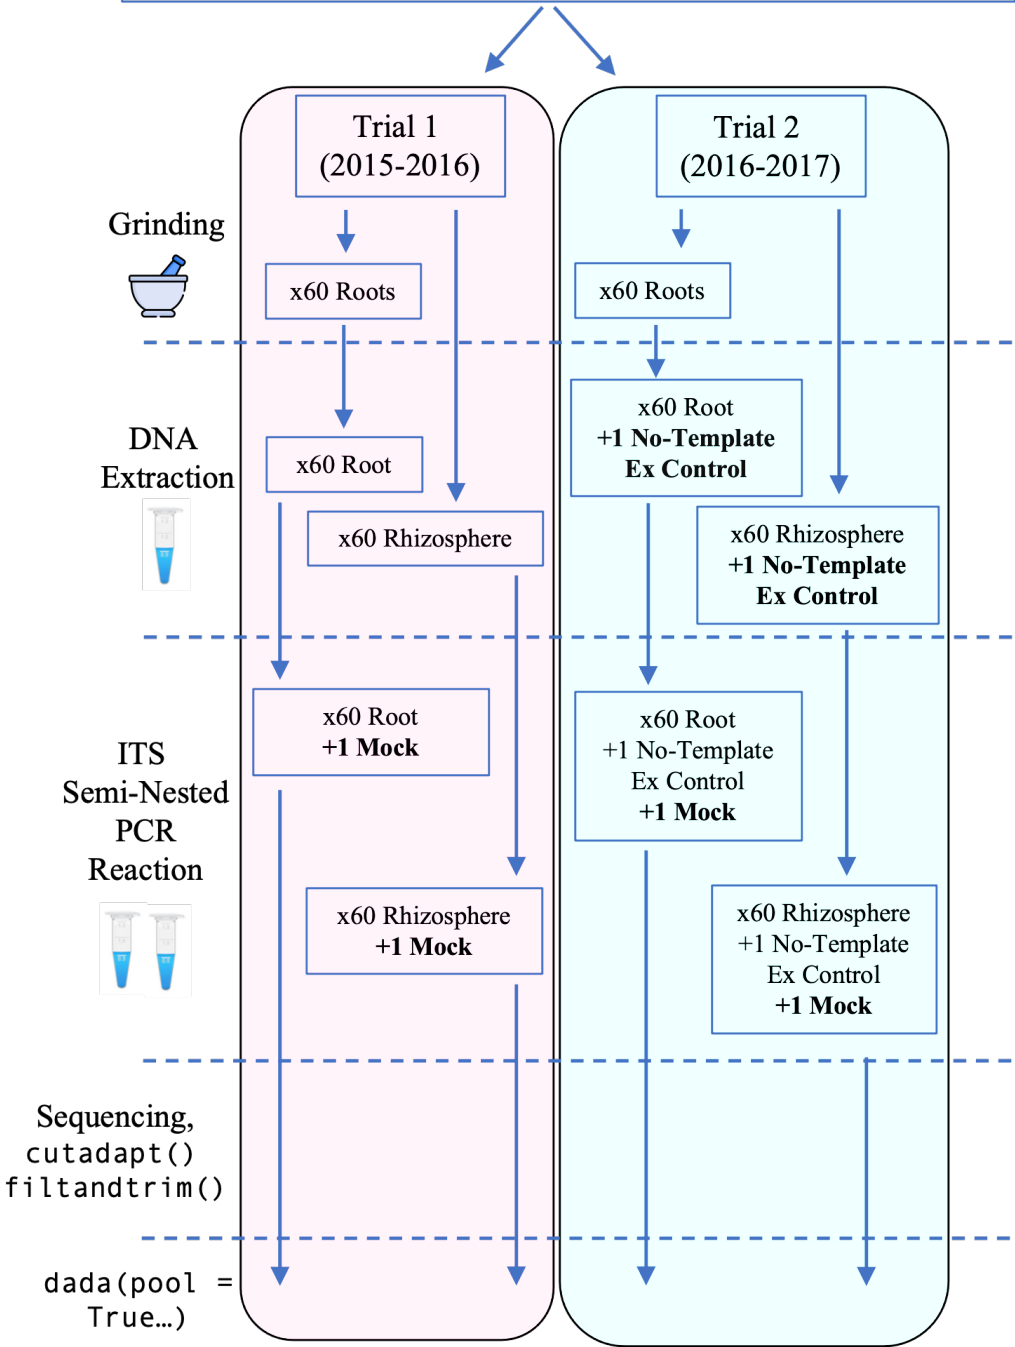 Trial 1
(2015-2016)
Trial 2
(2016-2017)
Grinding
x60 Roots
x60 Roots
DNA
Extraction
x60 Root
x60 Rhizosphere
x60 Root
+1 No-Template
Ex Control
x60 Rhizosphere
+1 No-Template
Ex Control
ITS
Semi-Nested
PCR
Reaction
x60 Root
+1 Mock
x60 Rhizosphere
+1 Mock
x60 Root
+1 No-Template
Ex Control
+1 Mock
x60 Rhizosphere
+1 No-Template
Ex Control
+1 Mock
Sequencing,
cutadapt()
filtandtrim()
dada(pool =
True…)